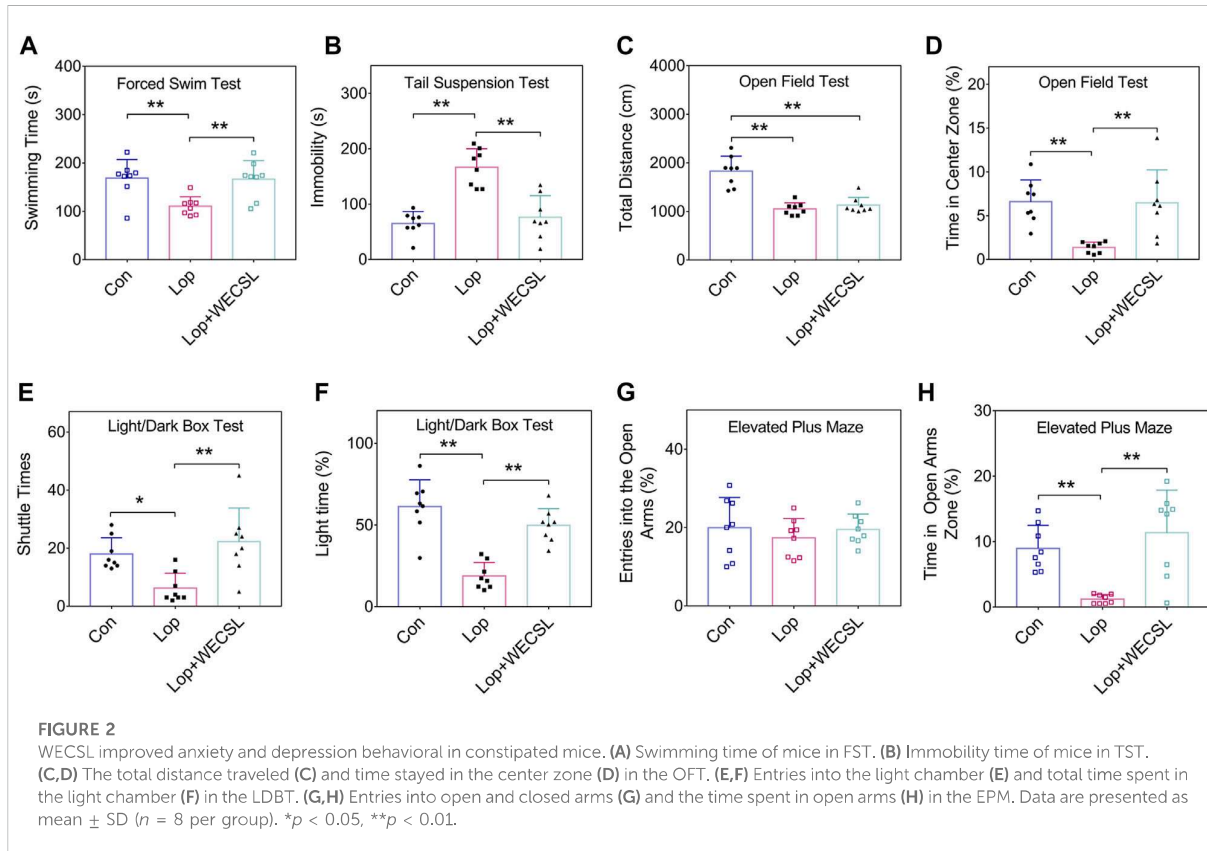 A
Swimming Time (s)
400
300
200
100
0
Forced Swim Test
**
**
Con
Lop
Lop+WECSL
B
Immobility (s)
300
200
100
0
Tail Suspension Test
**
**
Con
Lop
Lop+WECSL
C
Total Distance (cm)
4000
3000
2000
1000
0
Open Field Test
**
**
Con
Lop
Lop+WECSL
D
Time in Center Zone (%)
20
15
10
5
0
Open Field Test
**
**
Con
Lop
Lop+WECSL
E
Shuttle Times
60
40
20
0
Light/Dark Box Test
*
**
Con
Lop
Lop+WECSL
F
Light time (%)
100
50
0
Light/Dark Box Test
**
**
Con
Lop
Lop+WECSL
G
Entries into the Open
Arms (%)
40
20
0
Elevated Plus Maze
Con
Lop
Lop+WECSL
H
Time in Open Arms
Zone (%)
30
20
10
0
Elevated Plus Maze
**
**
Con
Lop
Lop+WECSL
FIGURE 2
WECSL improved anxiety and depression behavioral in constipated mice. (A) Swimming time of mice in FST. (B) Immobility time of mice in TST.
(C,D) The total distance traveled (C) and time stayed in the center zone (D) in the OFT. (E,F) Entries into the light chamber (E) and total time spent in
the light chamber (F) in the LDBT. (G,H) Entries into open and closed arms (G) and the time spent in open arms (H) in the EPM. Data are presented as
mean ± SD (n = 8 per group). *p < 0.05, **p < 0.01.